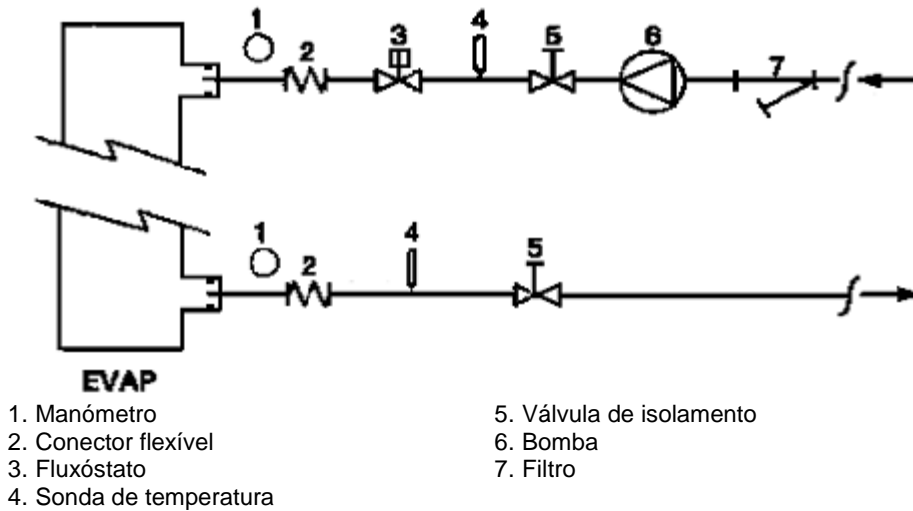 1 2 3 4 5 6 7
1 2 4 5
EVAP
1. Manómetro
2. Conector flexível
3. Fluxóstato
4. Sonda de temperatura
5. Válvula de isolamento
6. Bomba
7. Filtro